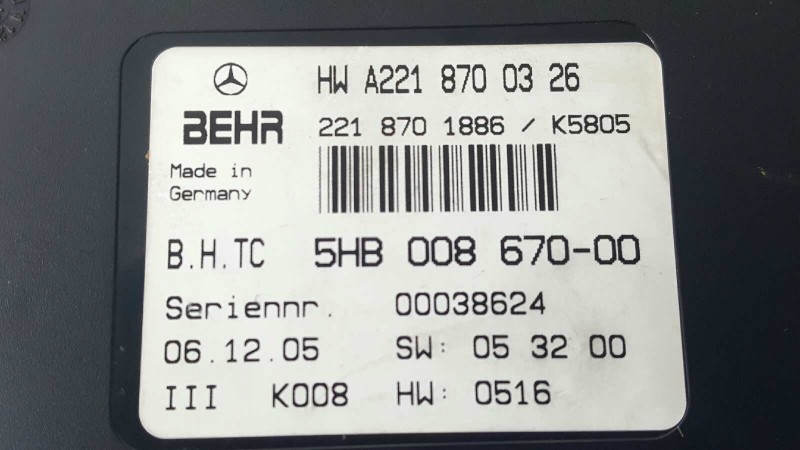 HW A221 870 03 26
BEHR 221 870 1886 / K5805
Made in
Germany
B.H.TC 5HB 008 670-00
Seriennr. 00038624
06.12.05 SW: 05 32 00
III K008 HW: 0516